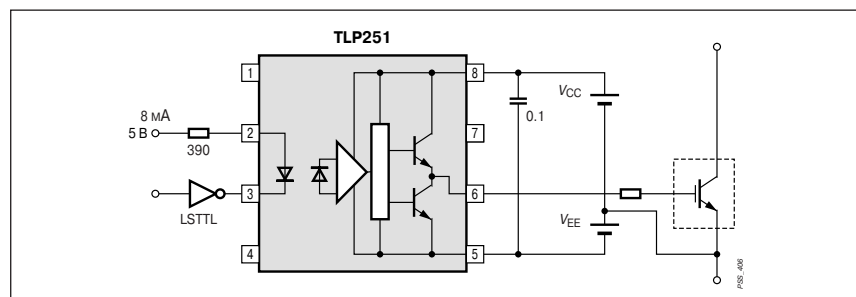 TLP251
1
8
8 мА
5 В
2
390
VCC
0.1
7
3
LSTTL
6
VEE
4
5
PSS_406